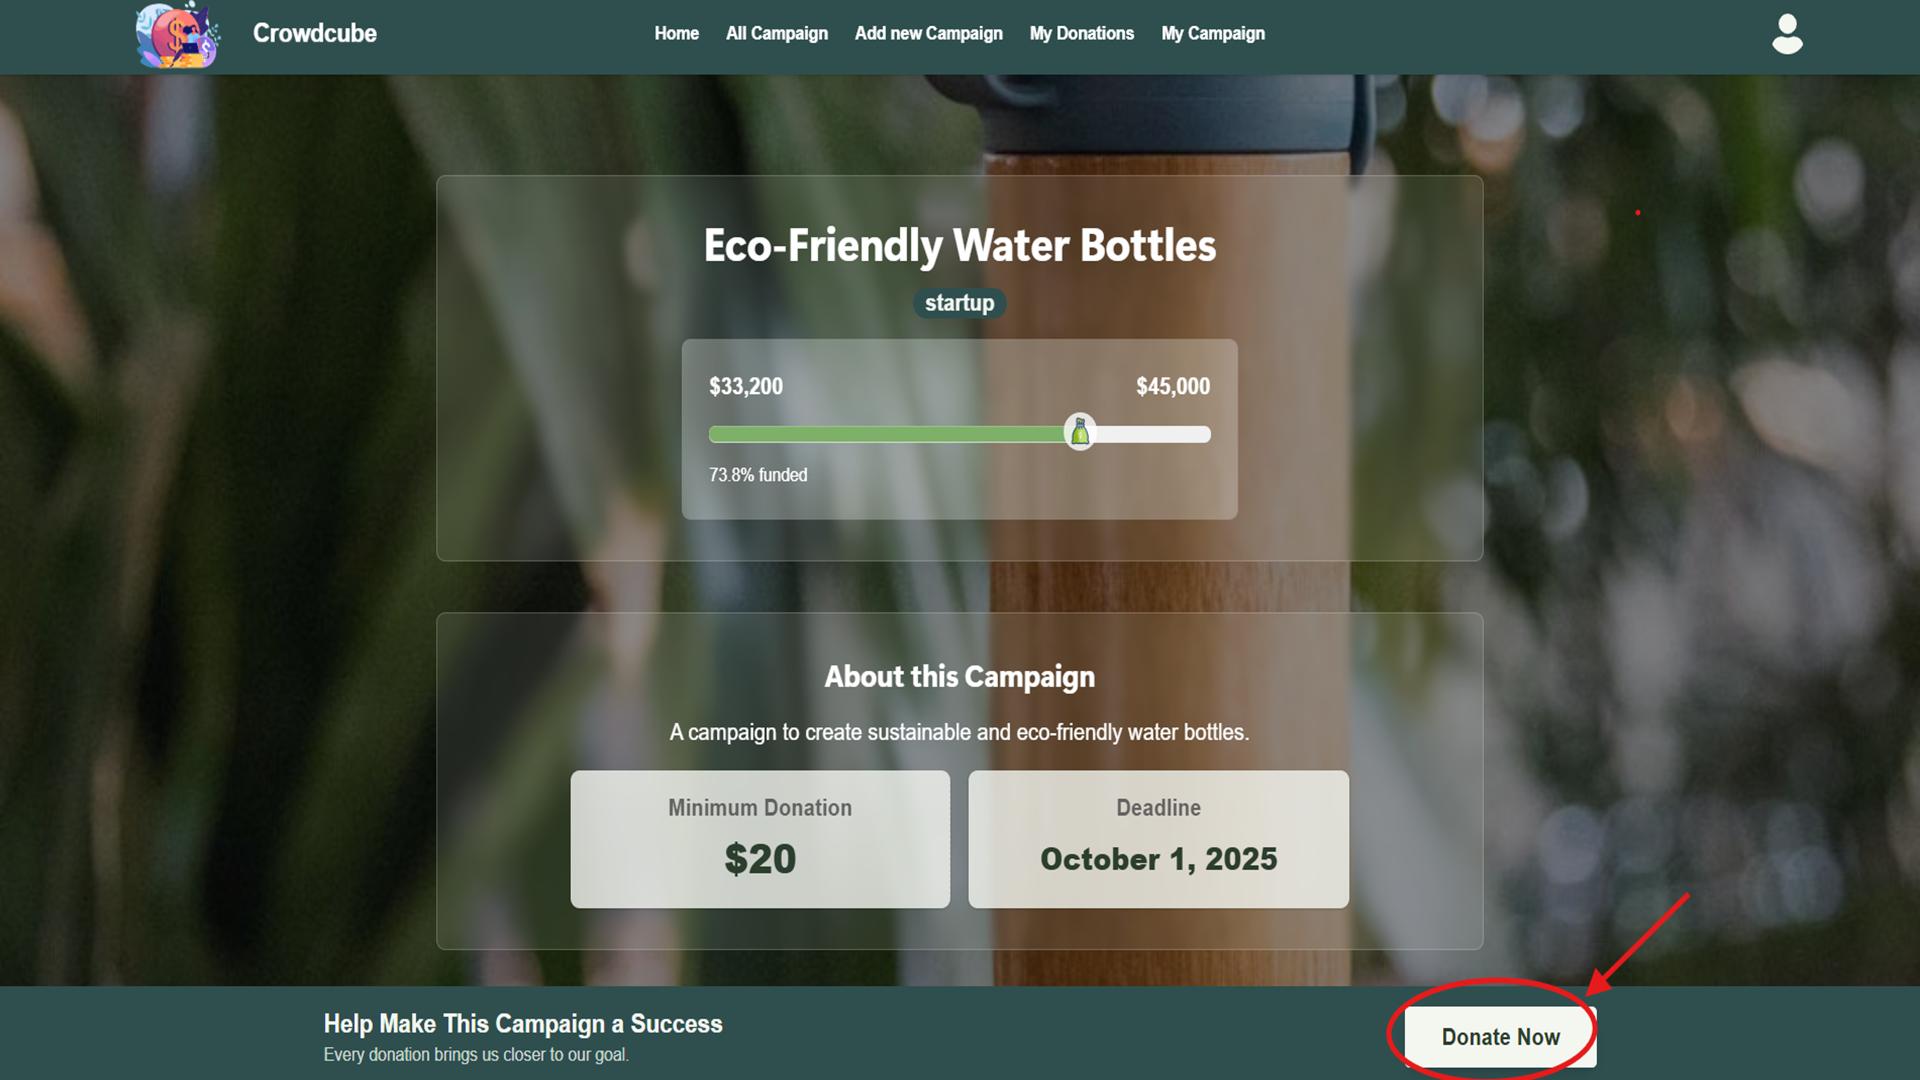 Crowdcube
Home
All Campaign
Add new Campaign
My Donations
My Campaign
Eco-Friendly Water Bottles
startup
$33,200
$45,000
73.8% funded
About this Campaign
A campaign to create sustainable and eco-friendly water bottles.
Minimum Donation
$20
Deadline
October 1, 2025
Help Make This Campaign a Success
Every donation brings us closer to our goal.
Donate Now